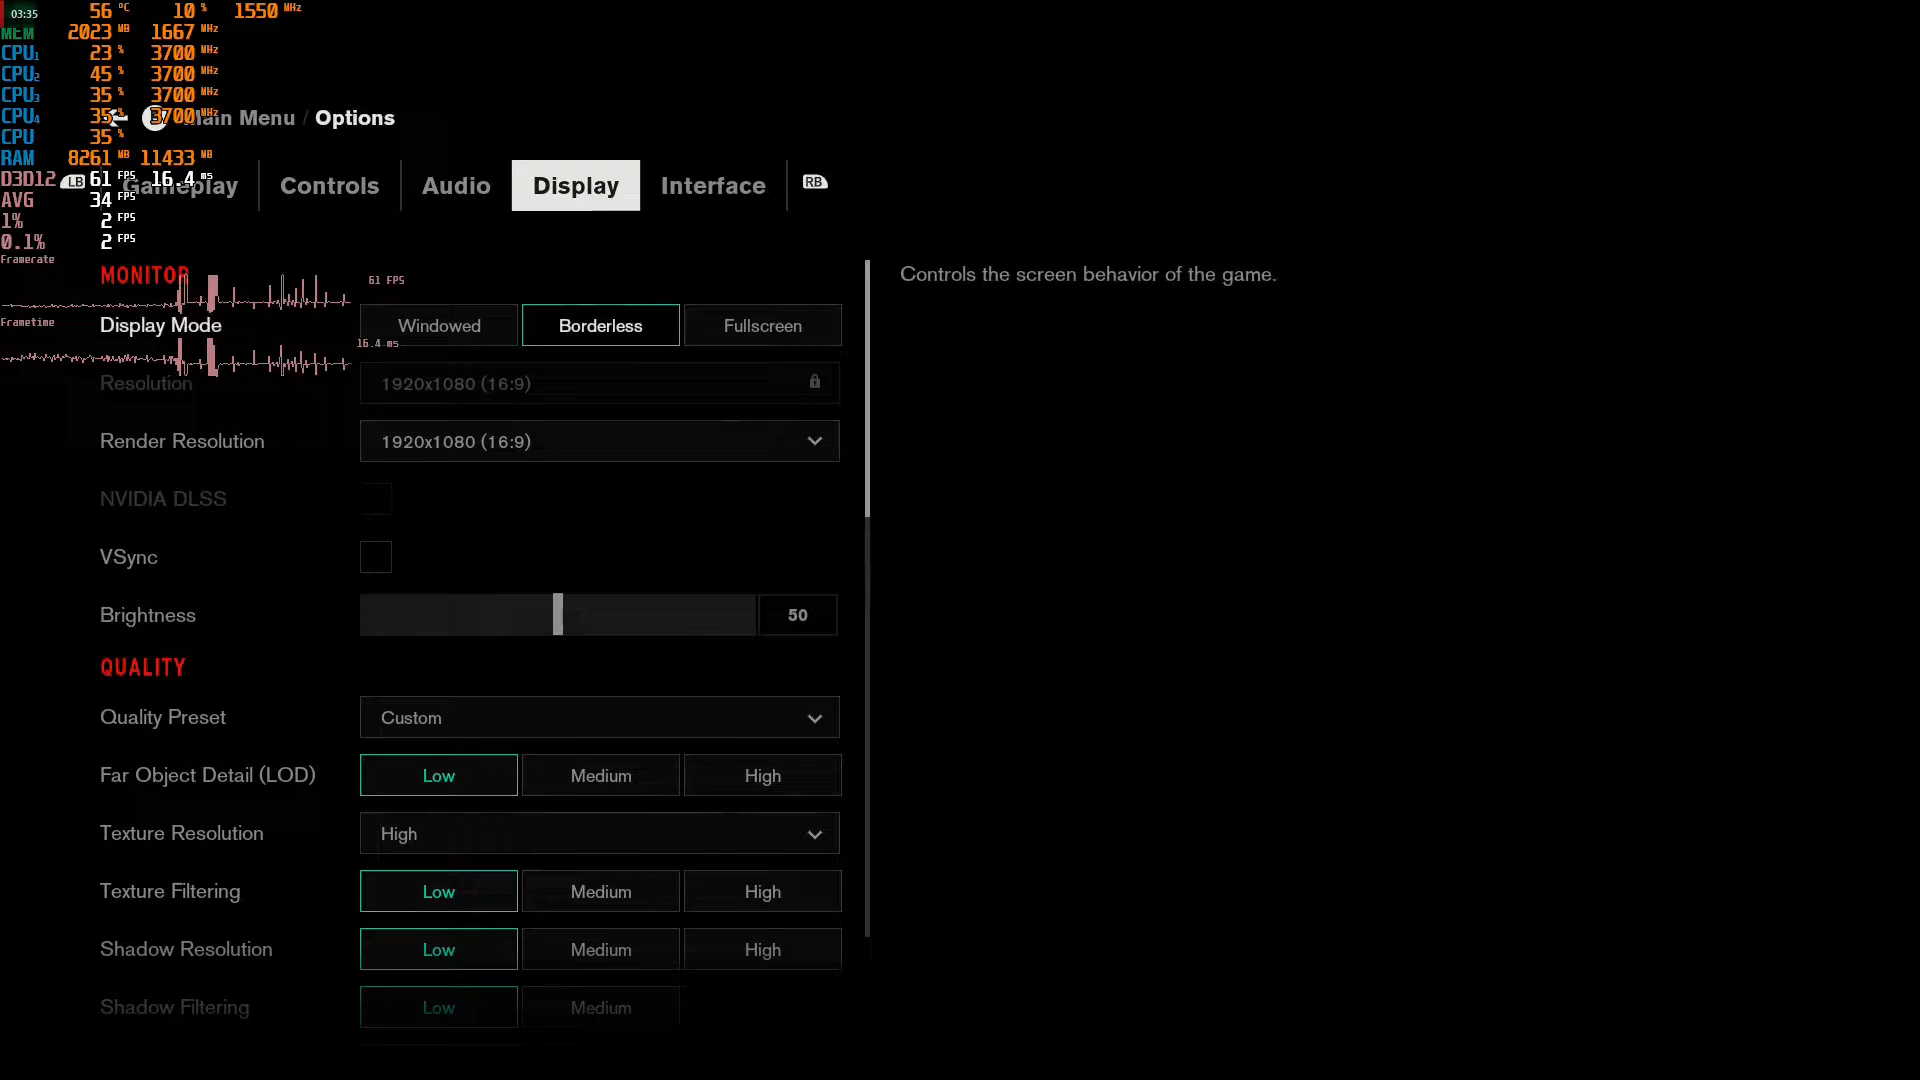 03:35 56 °C 10 % 1550 MHz
MEM 2023 MB 1667 MHz
CPU1 23 % 3700 MHz
CPU2 45 % 3700 MHz
CPU3 35 % 3700 MHz
CPU4 35 % 3700 MHz
Main Menu / Options
CPU 35 %
RAM 8261 MB 11433 MB
D3D12 61 FPS 16.4 ms
LB Gameplay Controls Audio Display Interface RB
AVG 34 FPS
1% 2 FPS
0.1% 2 FPS
Framerate
MONITOR 61 FPS
Controls the screen behavior of the game.
Frametime
Display Mode Windowed Borderless Fullscreen
16.4 ms
Resolution 1920x1080 (16:9)
Render Resolution 1920x1080 (16:9)
NVIDIA DLSS
VSync
Brightness 50
QUALITY
Quality Preset Custom
Far Object Detail (LOD) Low Medium High
Texture Resolution High
Texture Filtering Low Medium High
Shadow Resolution Low Medium High
Shadow Filtering Low Medium